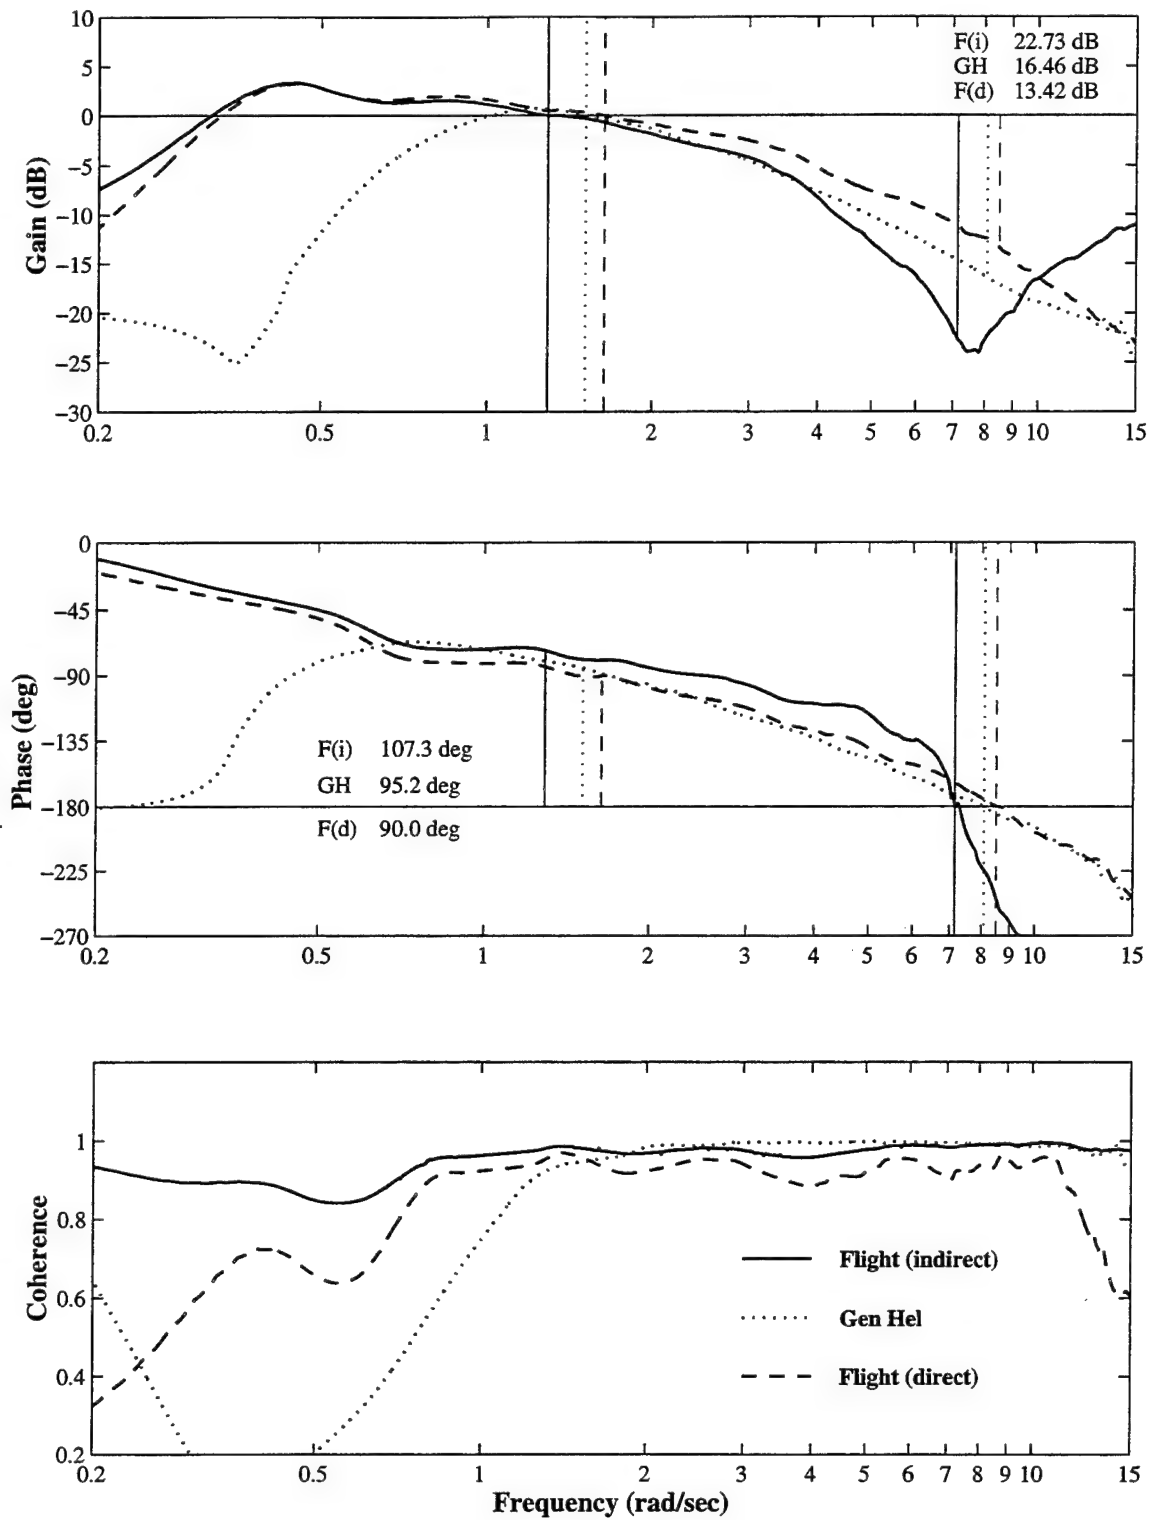 10
5
0
−5
−10
−15
−20
−25
−30
Gain (dB)
F(i) 22.73 dB
GH 16.46 dB
F(d) 13.42 dB
0.2 0.5 1 2 3 4 5 6 7 8 9 10 15
0
−45
−90
−135
−180
−225
−270
Phase (deg)
F(i) 107.3 deg
GH 95.2 deg
F(d) 90.0 deg
0.2 0.5 1 2 3 4 5 6 7 8 9 10 15
1
0.8
0.6
0.4
0.2
Coherence
Flight (indirect)
Gen Hel
Flight (direct)
0.2 0.5 1 2 3 4 5 6 7 8 9 10 15
Frequency (rad/sec)